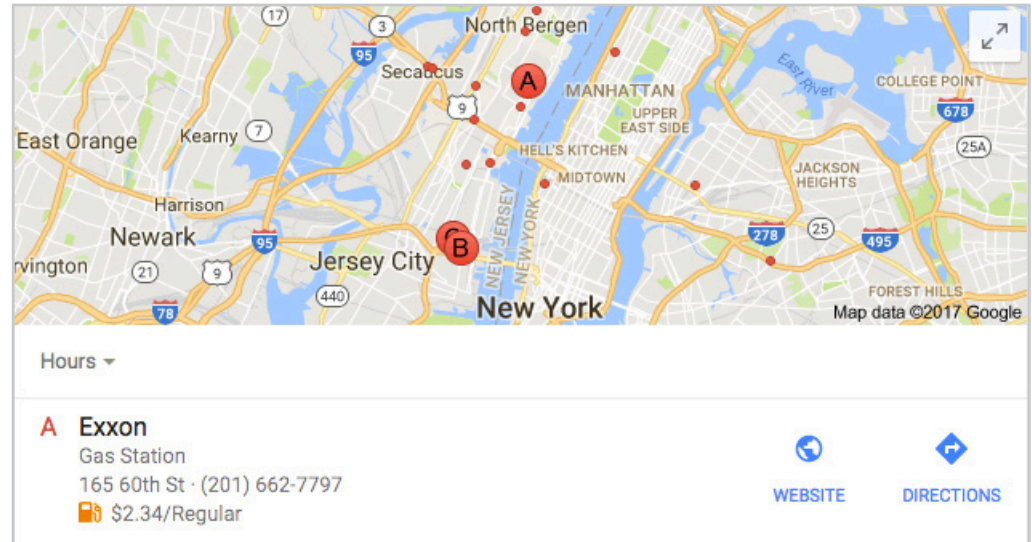 17
3
North Bergen
95
Secaucus
A
MANHATTAN
East River
COLLEGE POINT
9
678
UPPER
EAST SIDE
East Orange
Kearny
7
HELL'S KITCHEN
25A
MIDTOWN
JACKSON
HEIGHTS
Harrison
NEW JERSEY
NEW YORK
Newark
95
C
B
278
25
495
rvington
21
9
Jersey City
440
FOREST HILLS
78
New York
Map data ©2017 Google
Hours
A Exxon
Gas Station
165 60th St · (201) 662-7797
$2.34/Regular
WEBSITE
DIRECTIONS